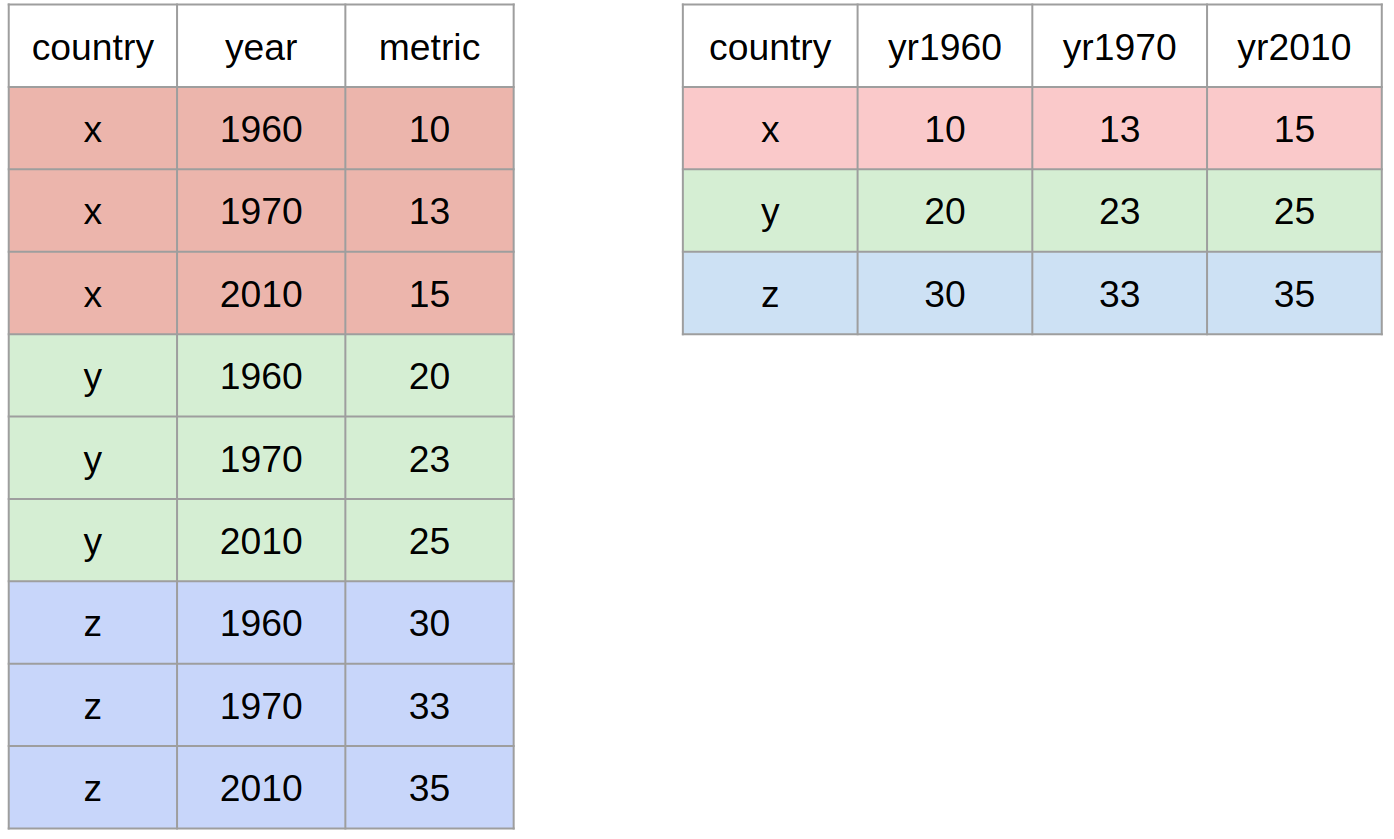 country year metric
x 1960 10
x 1970 13
x 2010 15
y 1960 20
y 1970 23
y 2010 25
z 1960 30
z 1970 33
z 2010 35
country yr1960 yr1970 yr2010
x 10 13 15
y 20 23 25
z 30 33 35